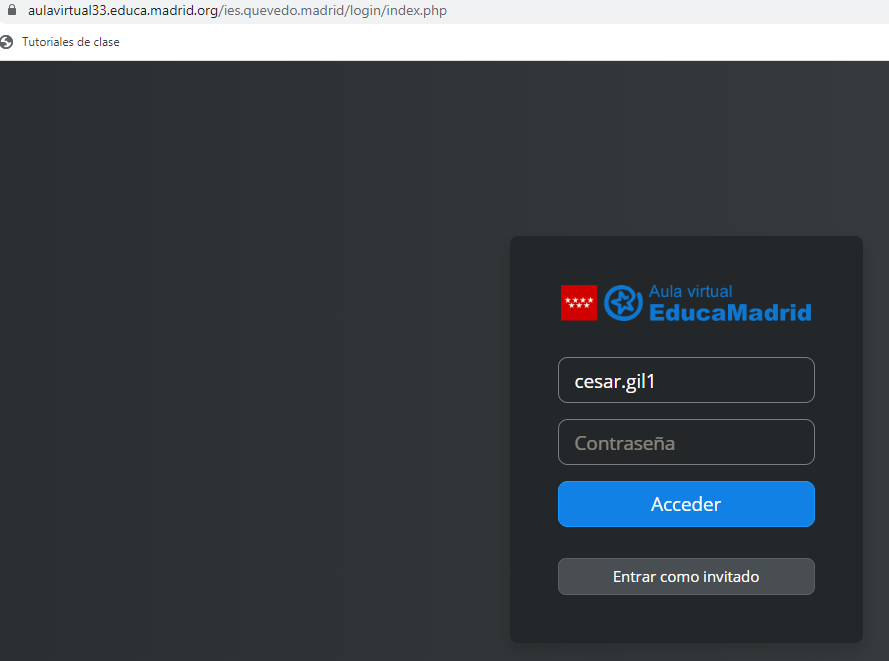 aulavirtual33.educa.madrid.org/ies.quevedo.madrid/login/index.php
Tutoriales de clase
Aula virtual
EducaMadrid
cesar.gil1
Contraseña
Acceder
Entrar como invitado